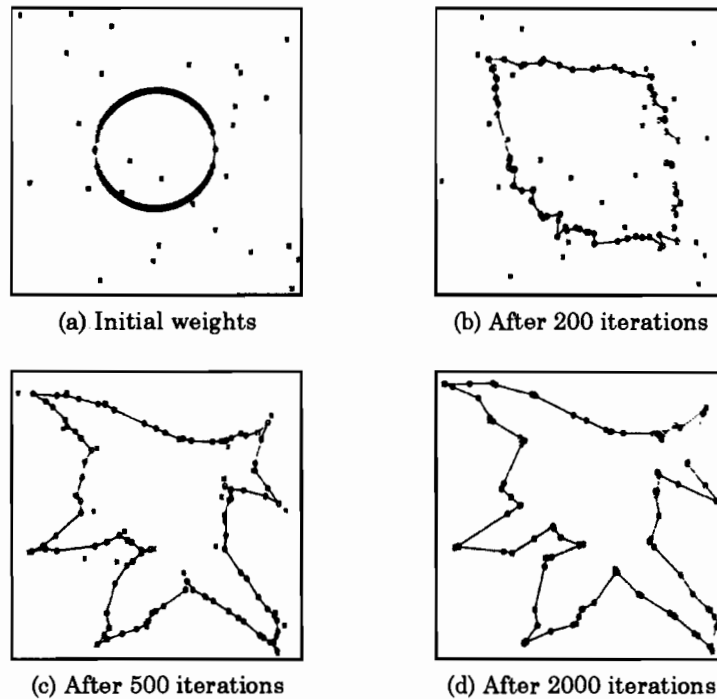 (a) Initial weights
(b) After 200 iterations
(c) After 500 iterations
(d) After 2000 iterations